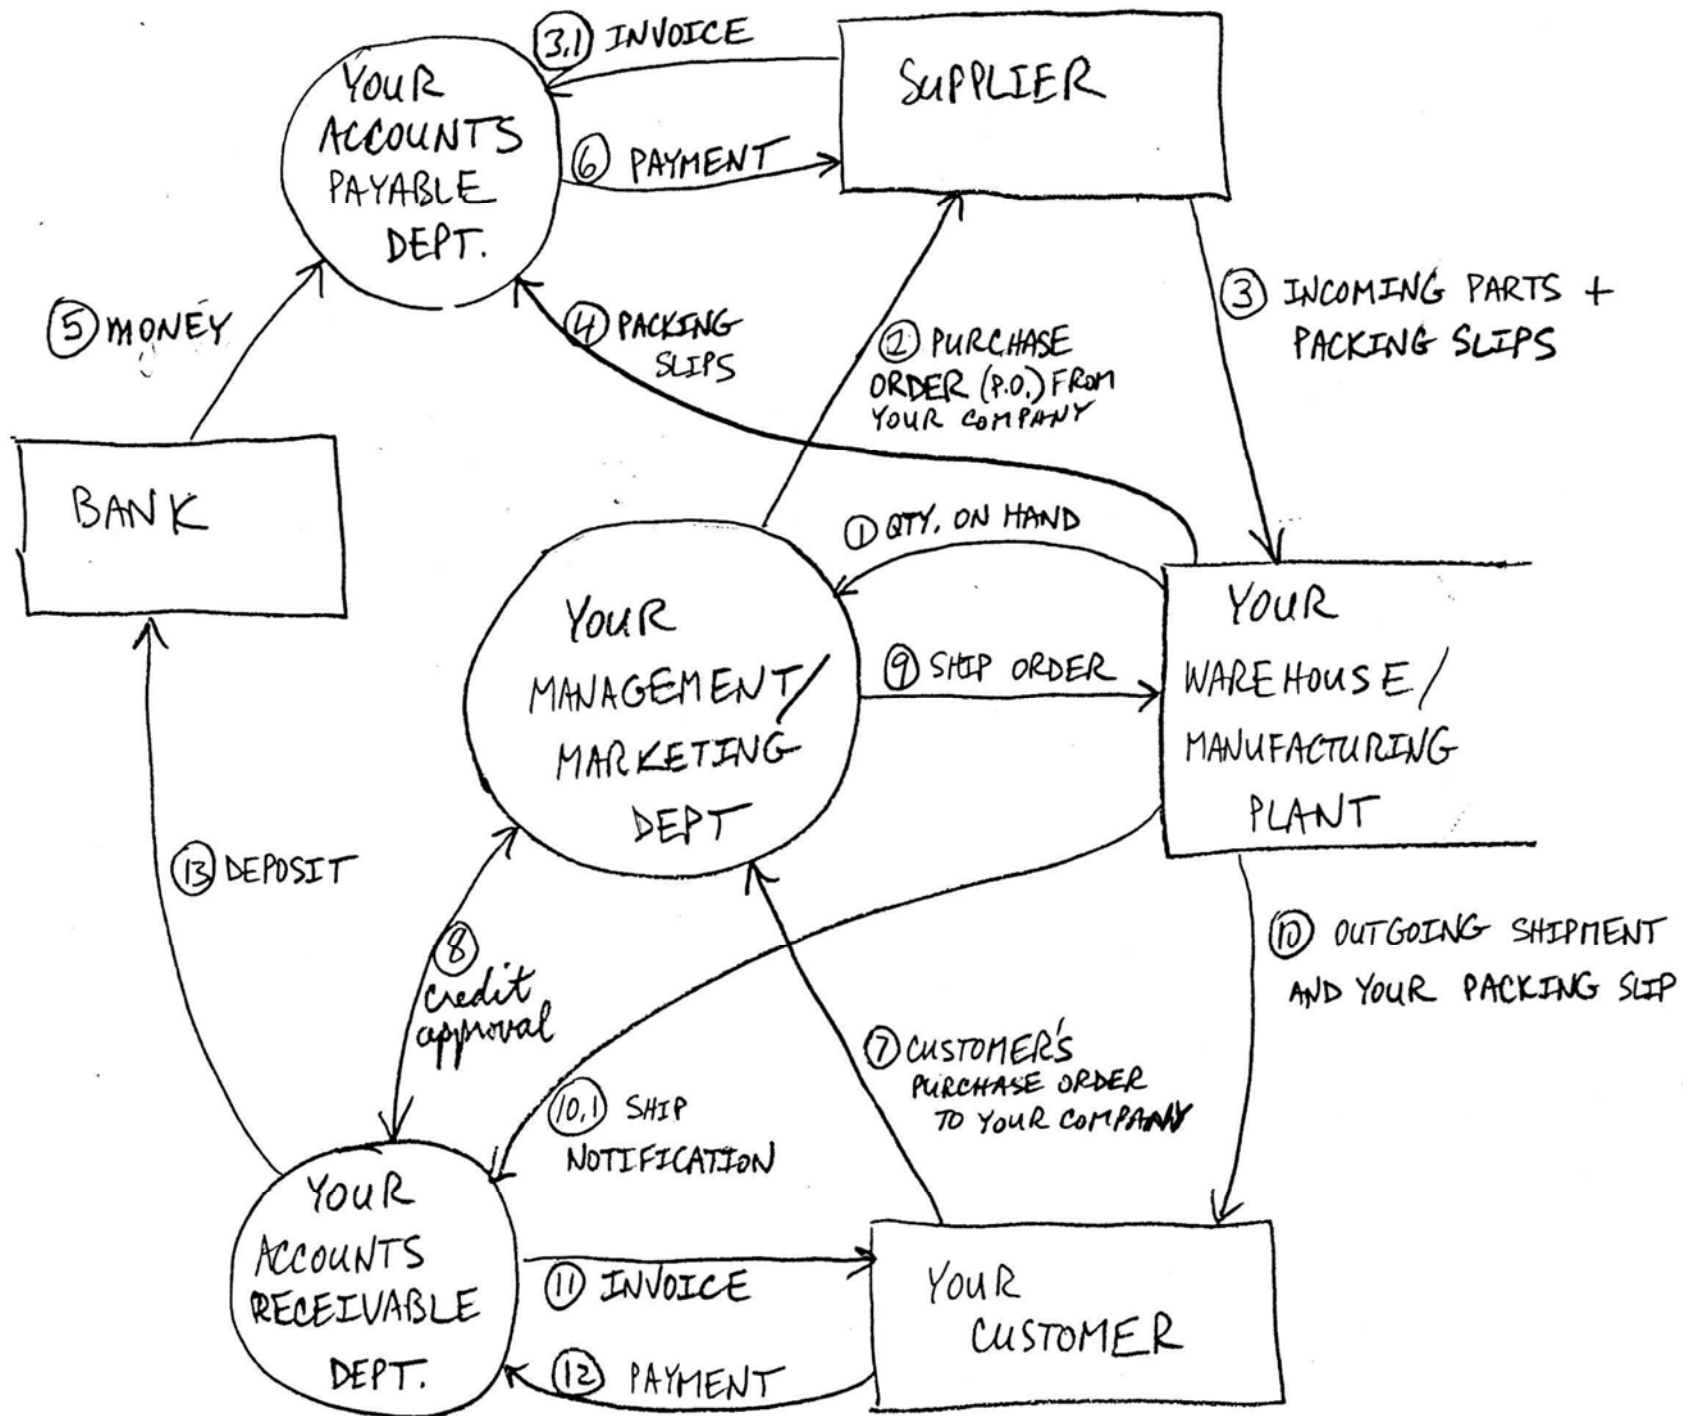 3.1 INVOICE
YOUR
ACCOUNTS
PAYABLE
DEPT.
SUPPLIER
6 PAYMENT
5 MONEY
4 PACKING
SLIPS
2 PURCHASE
ORDER (P.O.) FROM
YOUR COMPANY
3 INCOMING PARTS +
PACKING SLIPS
BANK
1 QTY. ON HAND
YOUR
MANAGEMENT/
MARKETING
DEPT
9 SHIP ORDER
YOUR
WAREHOUSE/
MANUFACTURING
PLANT
13 DEPOSIT
8
Credit
approval
10 OUTGOING SHIPMENT
AND YOUR PACKING SLIP
7 CUSTOMER'S
PURCHASE ORDER
TO YOUR COMPANY
10.1 SHIP
NOTIFICATION
YOUR
ACCOUNTS
RECEIVABLE
DEPT.
11 INVOICE
12 PAYMENT
YOUR
CUSTOMER